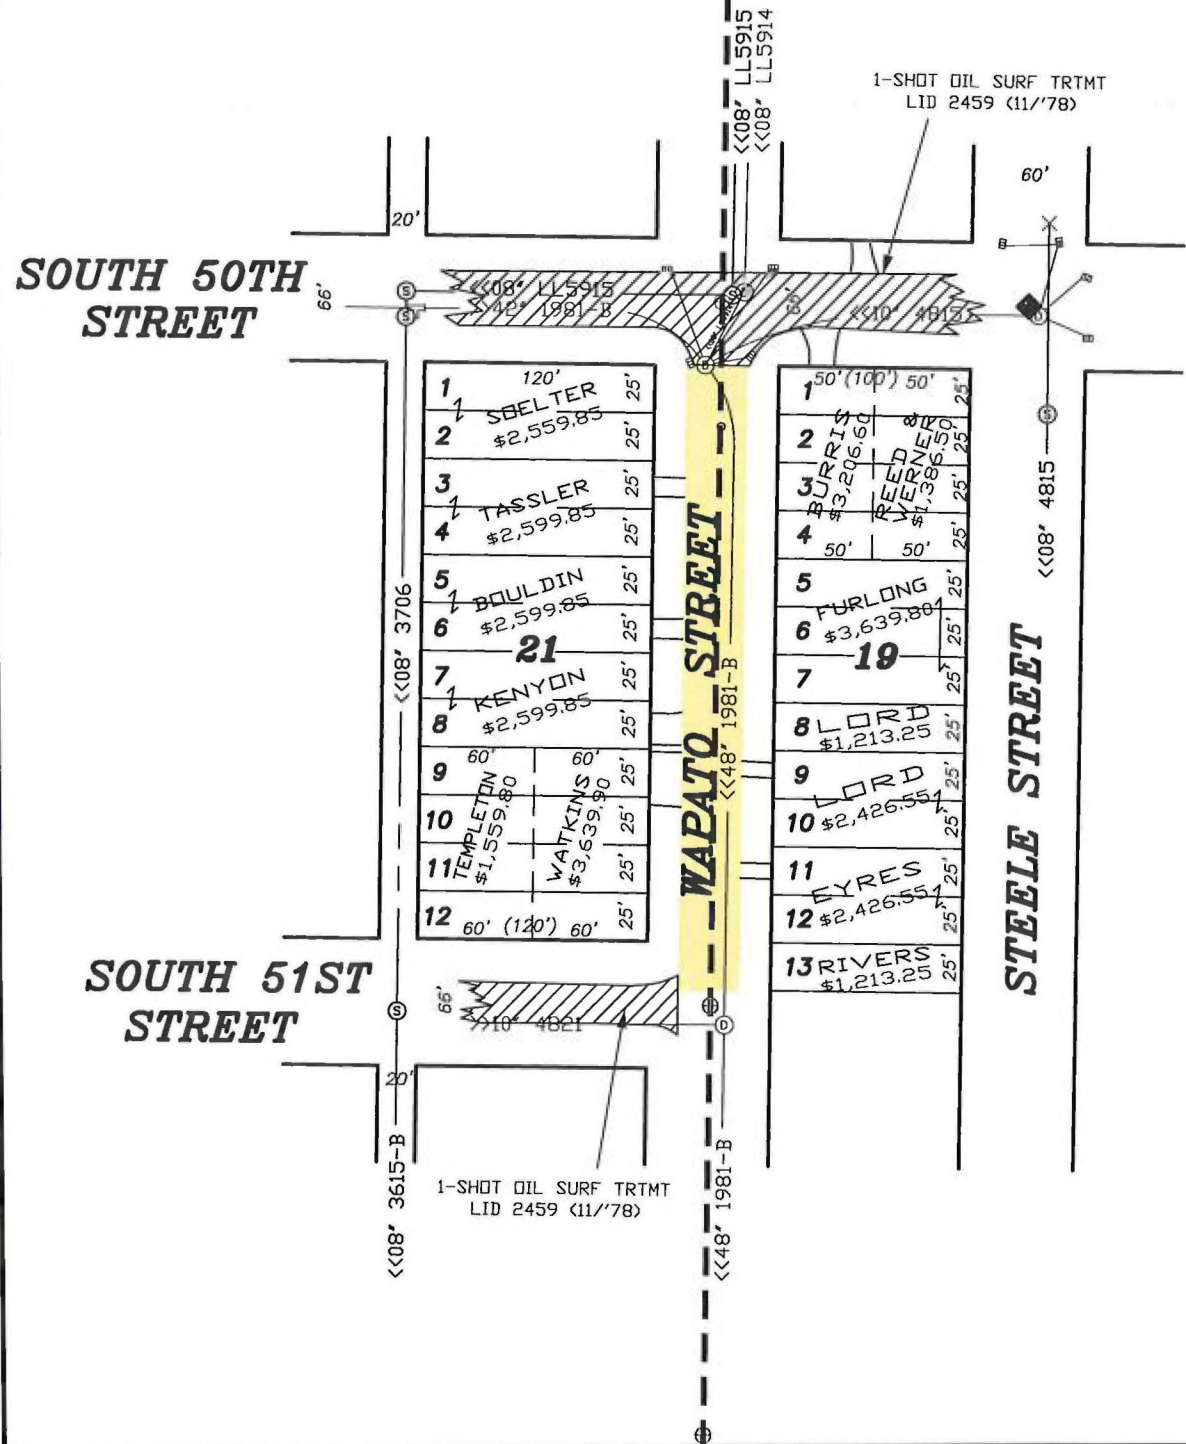 <<08" LL5915
<<08" LL5914
1-SHOT OIL SURF TRTMT
LID 2459 (11/'78)
60'
20'
SOUTH 50TH
STREET
66'
<<08" LL5915
42" 1981-B
66'
<<10" 4815
1
120'
25'
SOELTER
$2,559.85
2
25'
3
25'
TASSLER
$2,599.85
4
25'
5
25'
BOULDIN
$2,599.85
6
25'
21
7
25'
KENYON
$2,599.85
8
25'
9
60'
60'
25'
TEMPLETON
$1,559.80
WATKINS
$3,639.90
10
25'
11
25'
12
60' (120') 60'
25'
<<08" 3706
WAPATO STREET
<<48" 1981-B
1
50' (100') 50'
25'
2
25'
BURRIS
$3,206.60
REED &
WERNER
$1,386.50
3
25'
4
50'
50'
25'
5
25'
FURLONG
$3,639.80
6
25'
19
7
25'
8
LORD
$1,213.25
25'
9
25'
LORD
$2,426.55
10
25'
11
25'
EYRES
$2,426.55
12
25'
13
RIVERS
$1,213.25
25'
<<08" 4815
STEELE STREET
SOUTH 51ST
STREET
66'
>>10" 4821
20'
<<08" 3615-B
1-SHOT OIL SURF TRTMT
LID 2459 (11/'78)
<<48" 1981-B
S
S
S
S
D